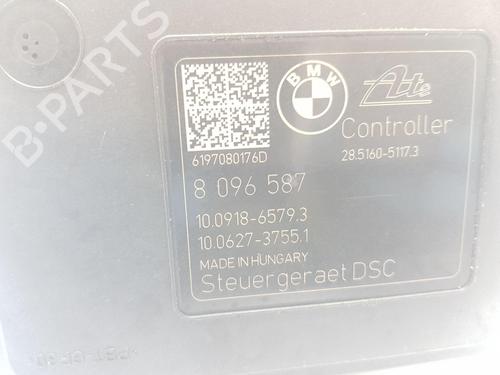 B-PARTS
BMW
Ate
Controller
6197080176D
28.5160-5117.3
8 096 587
10.0918-6579.3
10.0627-3755.1
MADE IN HUNGARY
Steuergeraet DSC